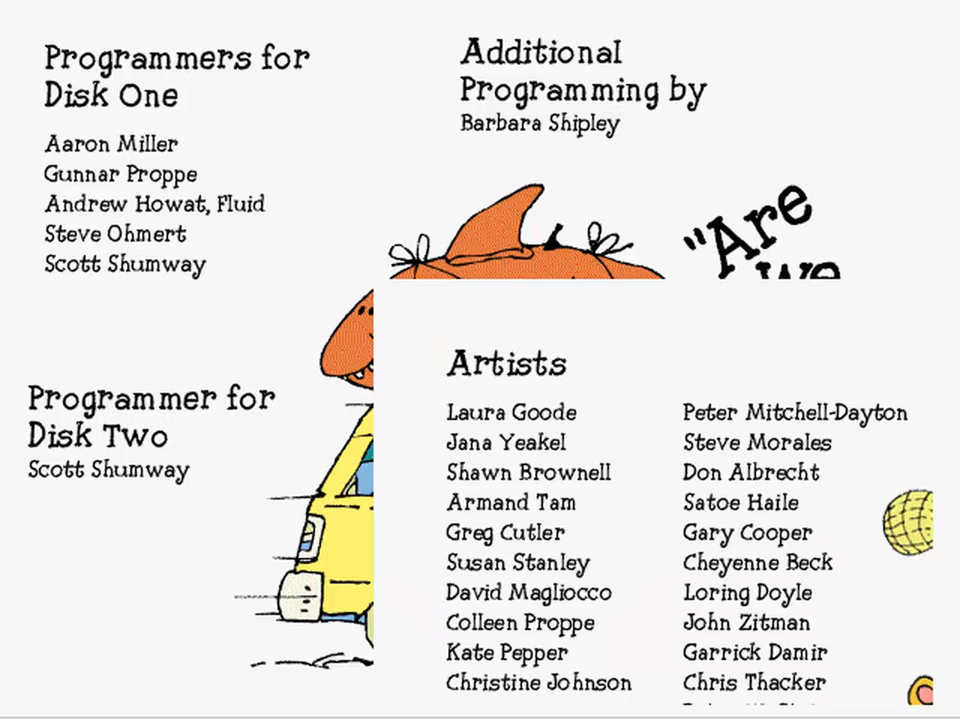 Programmers for
Disk One
Aaron Miller
Gunnar Proppe
Andrew Howat, Fluid
Steve Ohmert
Scott Shumway
Additional
Programming by
Barbara Shipley
"Are
we
Programmer for
Disk Two
Scott Shumway
Artists
Laura Goode
Jana Yeakel
Shawn Brownell
Armand Tam
Greg Cutler
Susan Stanley
David Magliocco
Colleen Proppe
Kate Pepper
Christine Johnson
Peter Mitchell-Dayton
Steve Morales
Don Albrecht
Satoe Haile
Gary Cooper
Cheyenne Beck
Loring Doyle
John Zitman
Garrick Damir
Chris Thacker